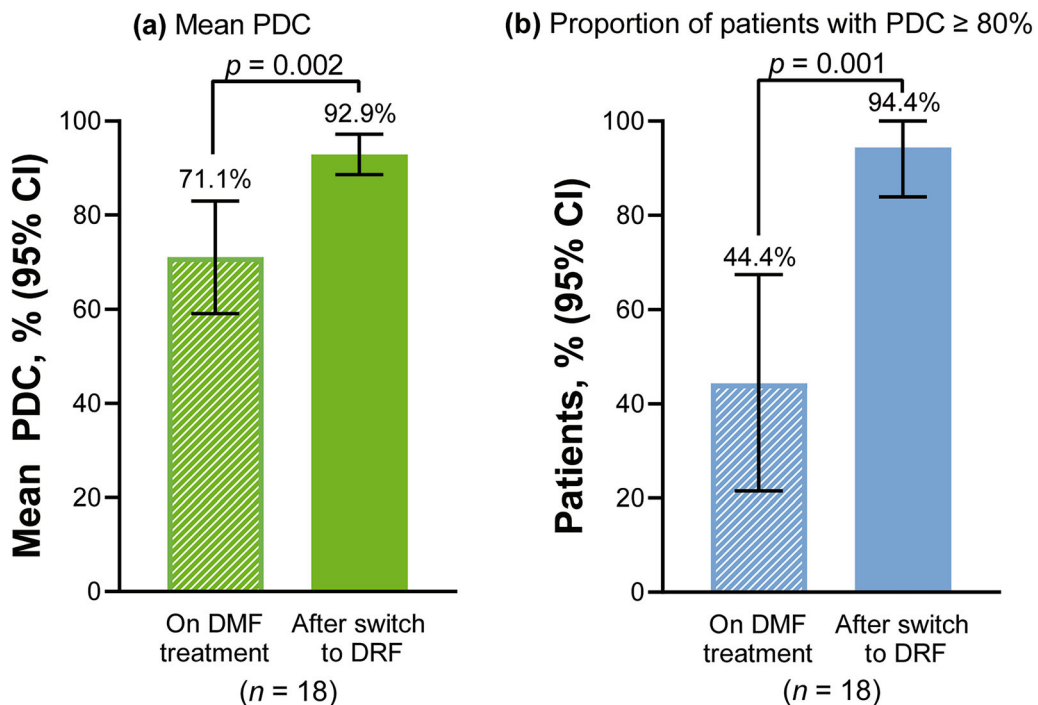 (a) Mean PDC
p = 0.002
92.9%
71.1%
Mean PDC, % (95% CI)
100
80
60
40
20
0
On DMF
treatment
After switch
to DRF
(n = 18)
(b) Proportion of patients with PDC ≥ 80%
p = 0.001
94.4%
44.4%
Patients, % (95% CI)
100
80
60
40
20
0
On DMF
treatment
After switch
to DRF
(n = 18)